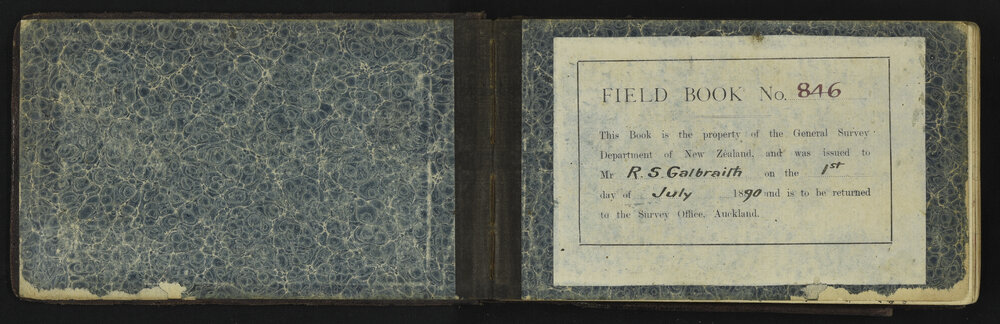 FIELD BOOK No. 846
This Book is the property of the General Survey
Department of New Zealand, and was issued to
Mr R. S. Galbraith on the 1st
day of July 1890 and is to be returned
to the Survey Office, Auckland.